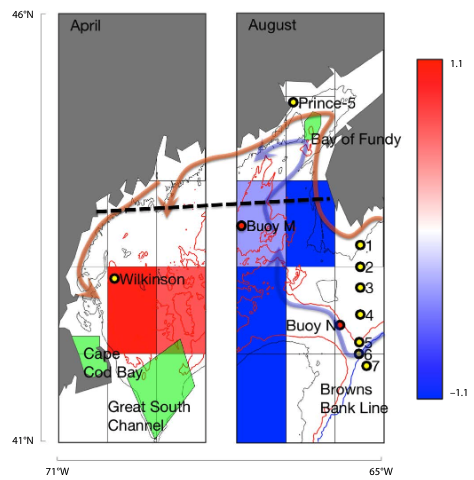 46°N
April
August
1.1
Prince-5
Bay of Fundy
Buoy M
1
2
Wilkinson
3
4
Buoy N
5
6
7
Cape
Cod Bay
Great South
Channel
Browns
Bank Line
−1.1
41°N
71°W
65°W